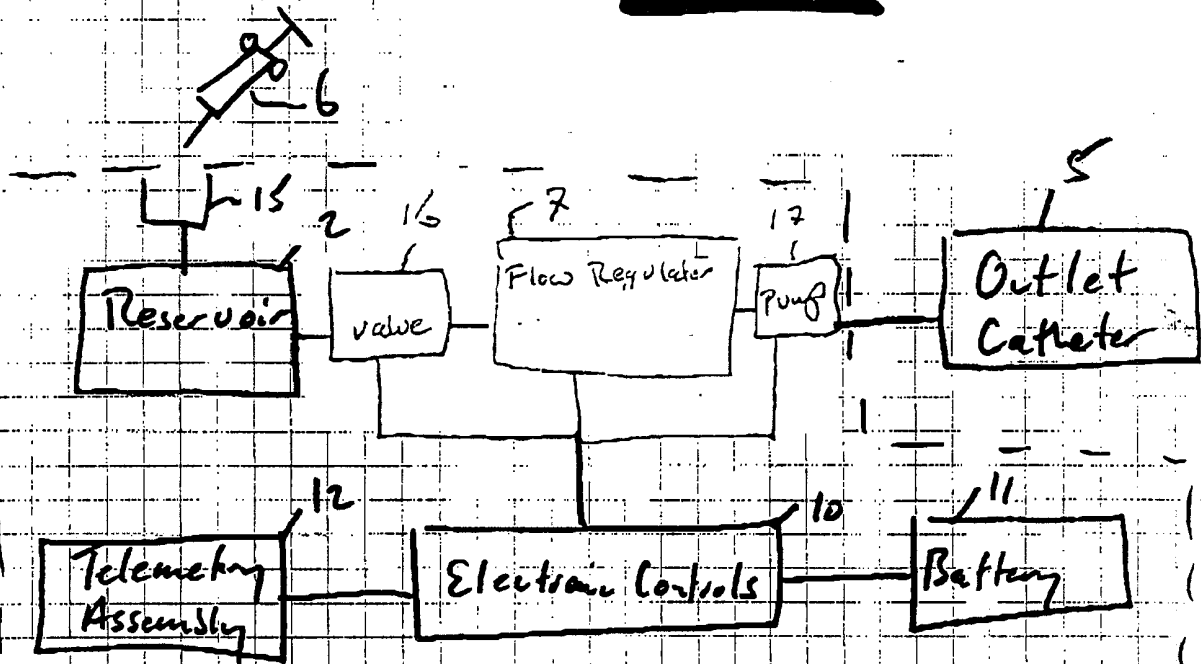 6
15
2
16
7
17
5
Reservoir
valve
Flow Regulator
Pump
Outlet
Catheter
12
10
11
Telemetry
Assembly
Electronic Controls
Battery